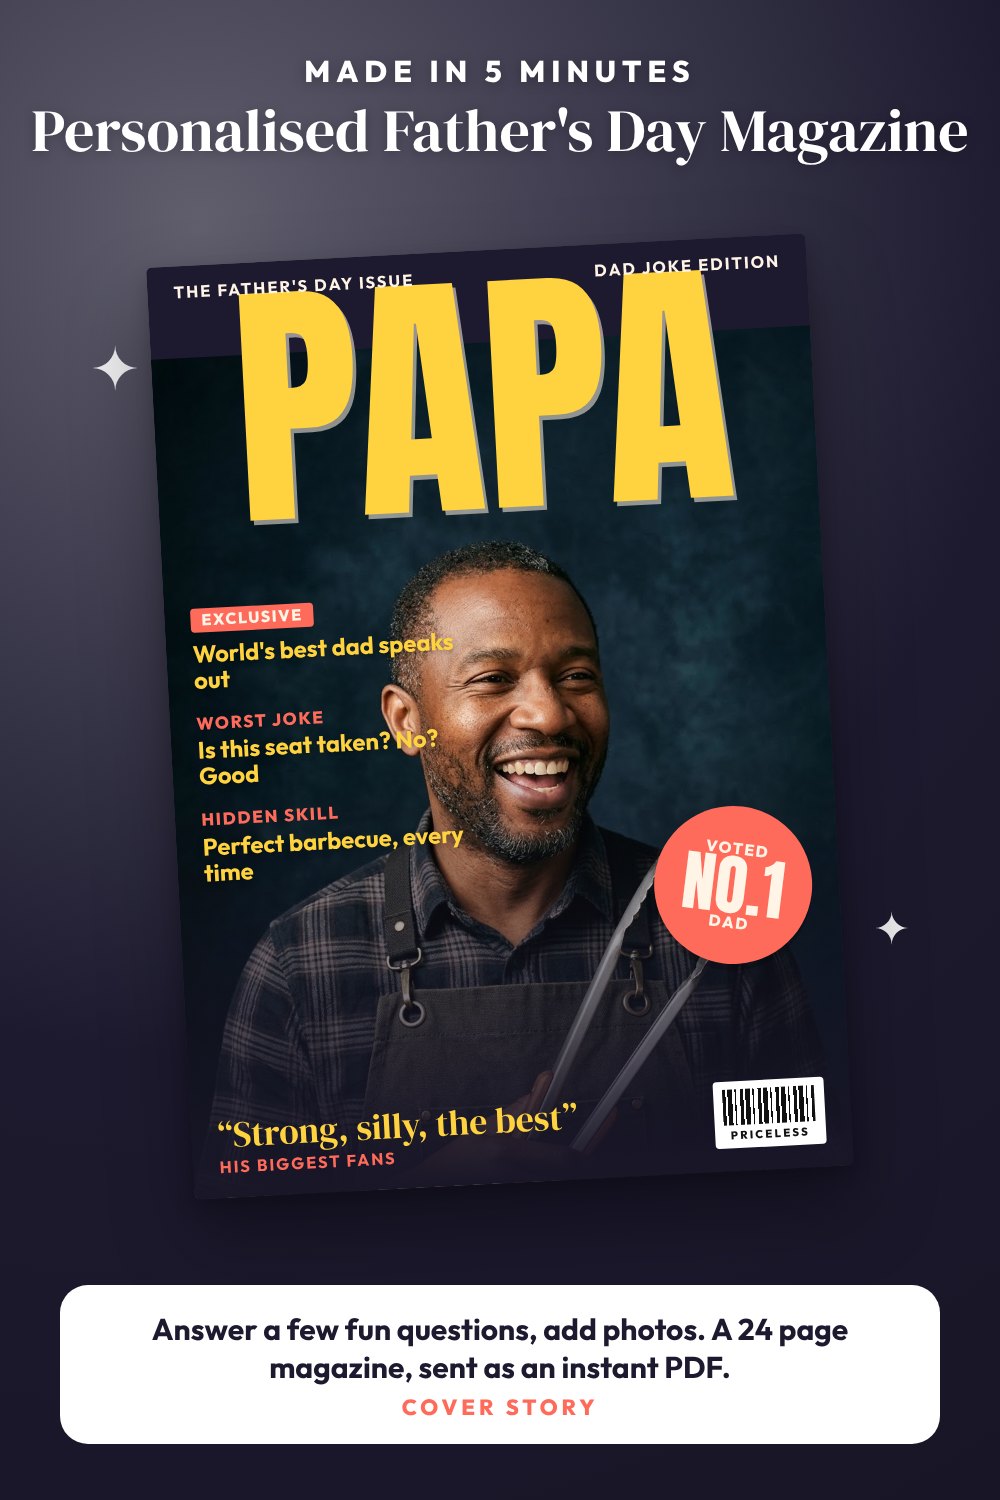 MADE IN 5 MINUTES
Personalised Father's Day Magazine
THE FATHER'S DAY ISSUE
DAD JOKE EDITION
PAPA
EXCLUSIVE
World's best dad speaks
out
WORST JOKE
Is this seat taken? No?
Good
HIDDEN SKILL
Perfect barbecue, every
time
VOTED
NO.1
DAD
“Strong, silly, the best”
HIS BIGGEST FANS
PRICELESS
Answer a few fun questions, add photos. A 24 page
magazine, sent as an instant PDF.
COVER STORY